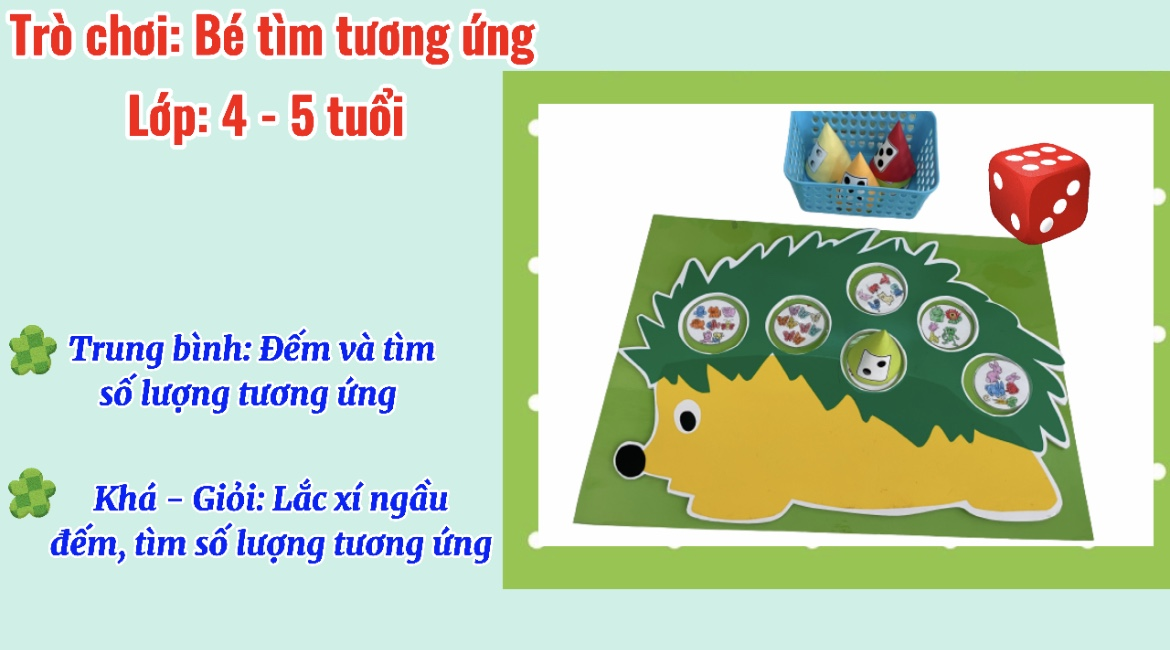 Trò chơi: Bé tìm tương ứng
Lớp: 4 - 5 tuổi
Trung bình: Đếm và tìm
số lượng tương ứng
Khá - Giỏi: Lắc xí ngầu
đếm, tìm số lượng tương ứng